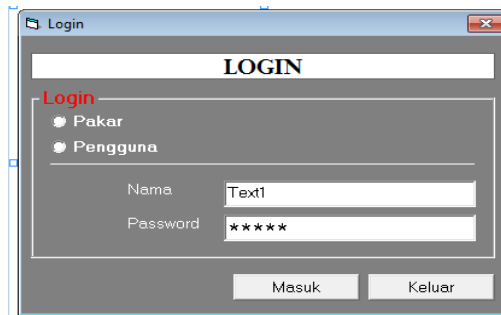 Login
LOGIN
Login
Pakar
Pengguna
Nama
Text1
Password
*****
Masuk
Keluar